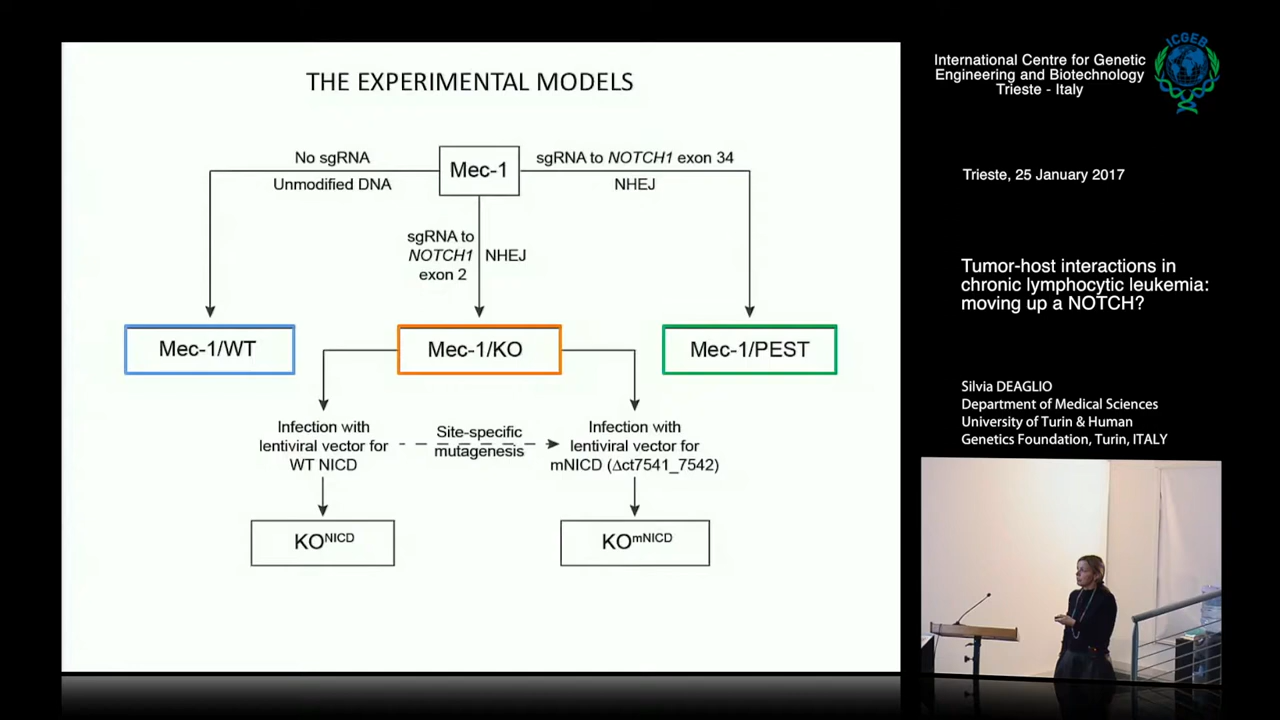 THE EXPERIMENTAL MODELS
No sgRNA
Unmodified DNA
Mec-1
sgRNA to NOTCH1 exon 34
NHEJ
sgRNA to
NOTCH1
exon 2
NHEJ
Mec-1/WT
Mec-1/KO
Mec-1/PEST
Infection with
lentiviral vector for
WT NICD
Site-specific
mutagenesis
Infection with
lentiviral vector for
mNICD (Δct7541_7542)
KO^NICD
KO^mNICD
International Centre for Genetic
Engineering and Biotechnology
Trieste - Italy
ICGEB
Trieste, 25 January 2017
Tumor-host interactions in
chronic lymphocytic leukemia:
moving up a NOTCH?
Silvia DEAGLIO
Department of Medical Sciences
University of Turin & Human
Genetics Foundation, Turin, ITALY